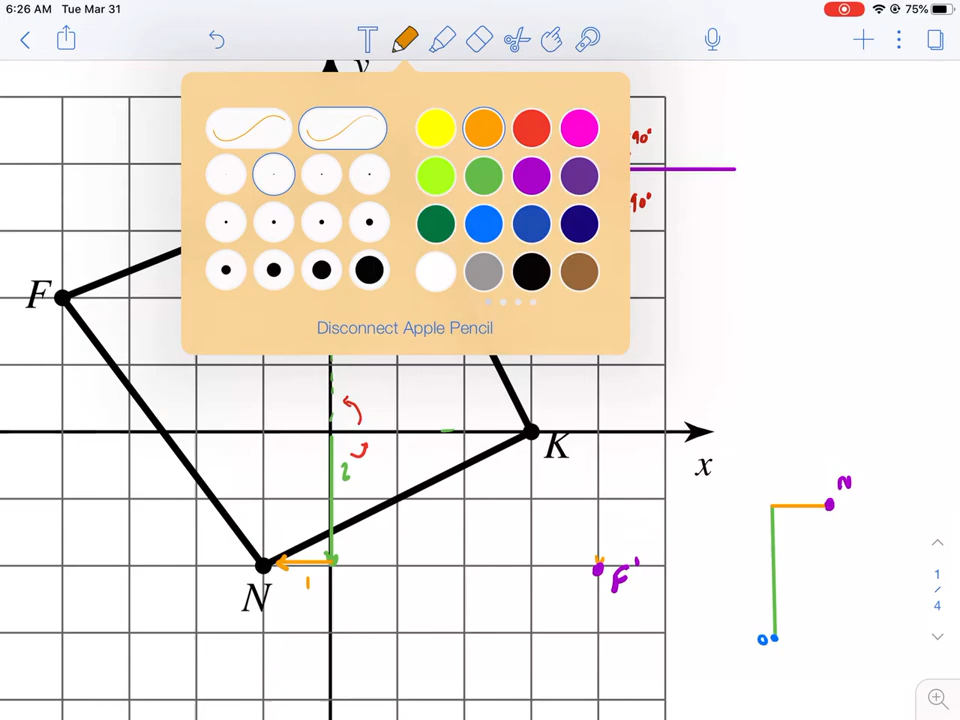 6:26 AM Tue Mar 31
75%
T
y
90°
90°
F
Disconnect Apple Pencil
K
x
2
N
1
1
/
4
N
F'
O